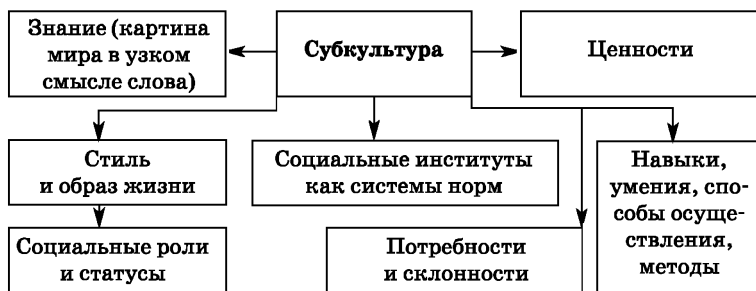 Знание (картина
мира в узком
смысле слова)
Субкультура
Ценности
Стиль
и образ жизни
Социальные институты
как системы норм
Навыки,
умения, спо-
собы осуще-
ствления,
методы
Социальные роли
и статусы
Потребности
и склонности